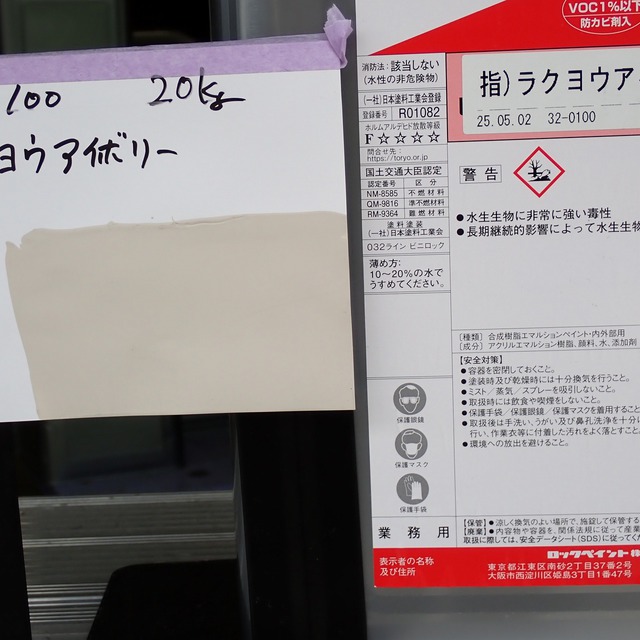 100 20kg
ヨウアイボリー
VOC1%以下
防カビ剤入
消防法：該当しない
（水性の非危険物）
（一社）日本塗料工業会登録
登録番号 R01082
ホルムアルデヒド放散等級
F☆☆☆☆
問合せ先：
https://toryo.or.jp
国土交通大臣認定
認定番号 区分
NM-8585 不燃材料
QM-9816 準不燃材料
RM-9364 難燃材料
塗料塗装
（一社）日本塗料工業会
032ライン ビニロック
薄め方：
10～20%の水で
うすめてください。
保護眼鏡
保護マスク
保護手袋
業務用
指）ラクヨウア
25.05.02 32-0100
警告
●水生生物に非常に強い毒性
●長期継続的影響によって水生生物
［種類］合成樹脂エマルションペイント・内外部用
［成分］アクリルエマルション樹脂、顔料、水、添加剤
【安全対策】
●容器を密閉しておくこと。
●塗装時及び乾燥時には十分換気を行うこと。
●ミスト／蒸気／スプレーを吸引しないこと。
●取扱時には飲食や喫煙をしないこと。
●保護手袋／保護眼鏡／保護マスクを着用すること
●取扱後は手洗い、うがい及び鼻孔洗浄を十分に
行い、作業衣等に付着した汚れをよく落とすこと。
●環境への放出を避けること。
【保管】●涼しく換気のよい場所で、施錠して保管する
【廃棄】●内容物や容器を、関係法規に従って産業
取扱に際しては、安全データシート（SDS）に従ってくだ
表示者の名称
及び住所
ロックペイント株
東京都江東区南砂2丁目37番2号
大阪市西淀川区姫島3丁目1番47号